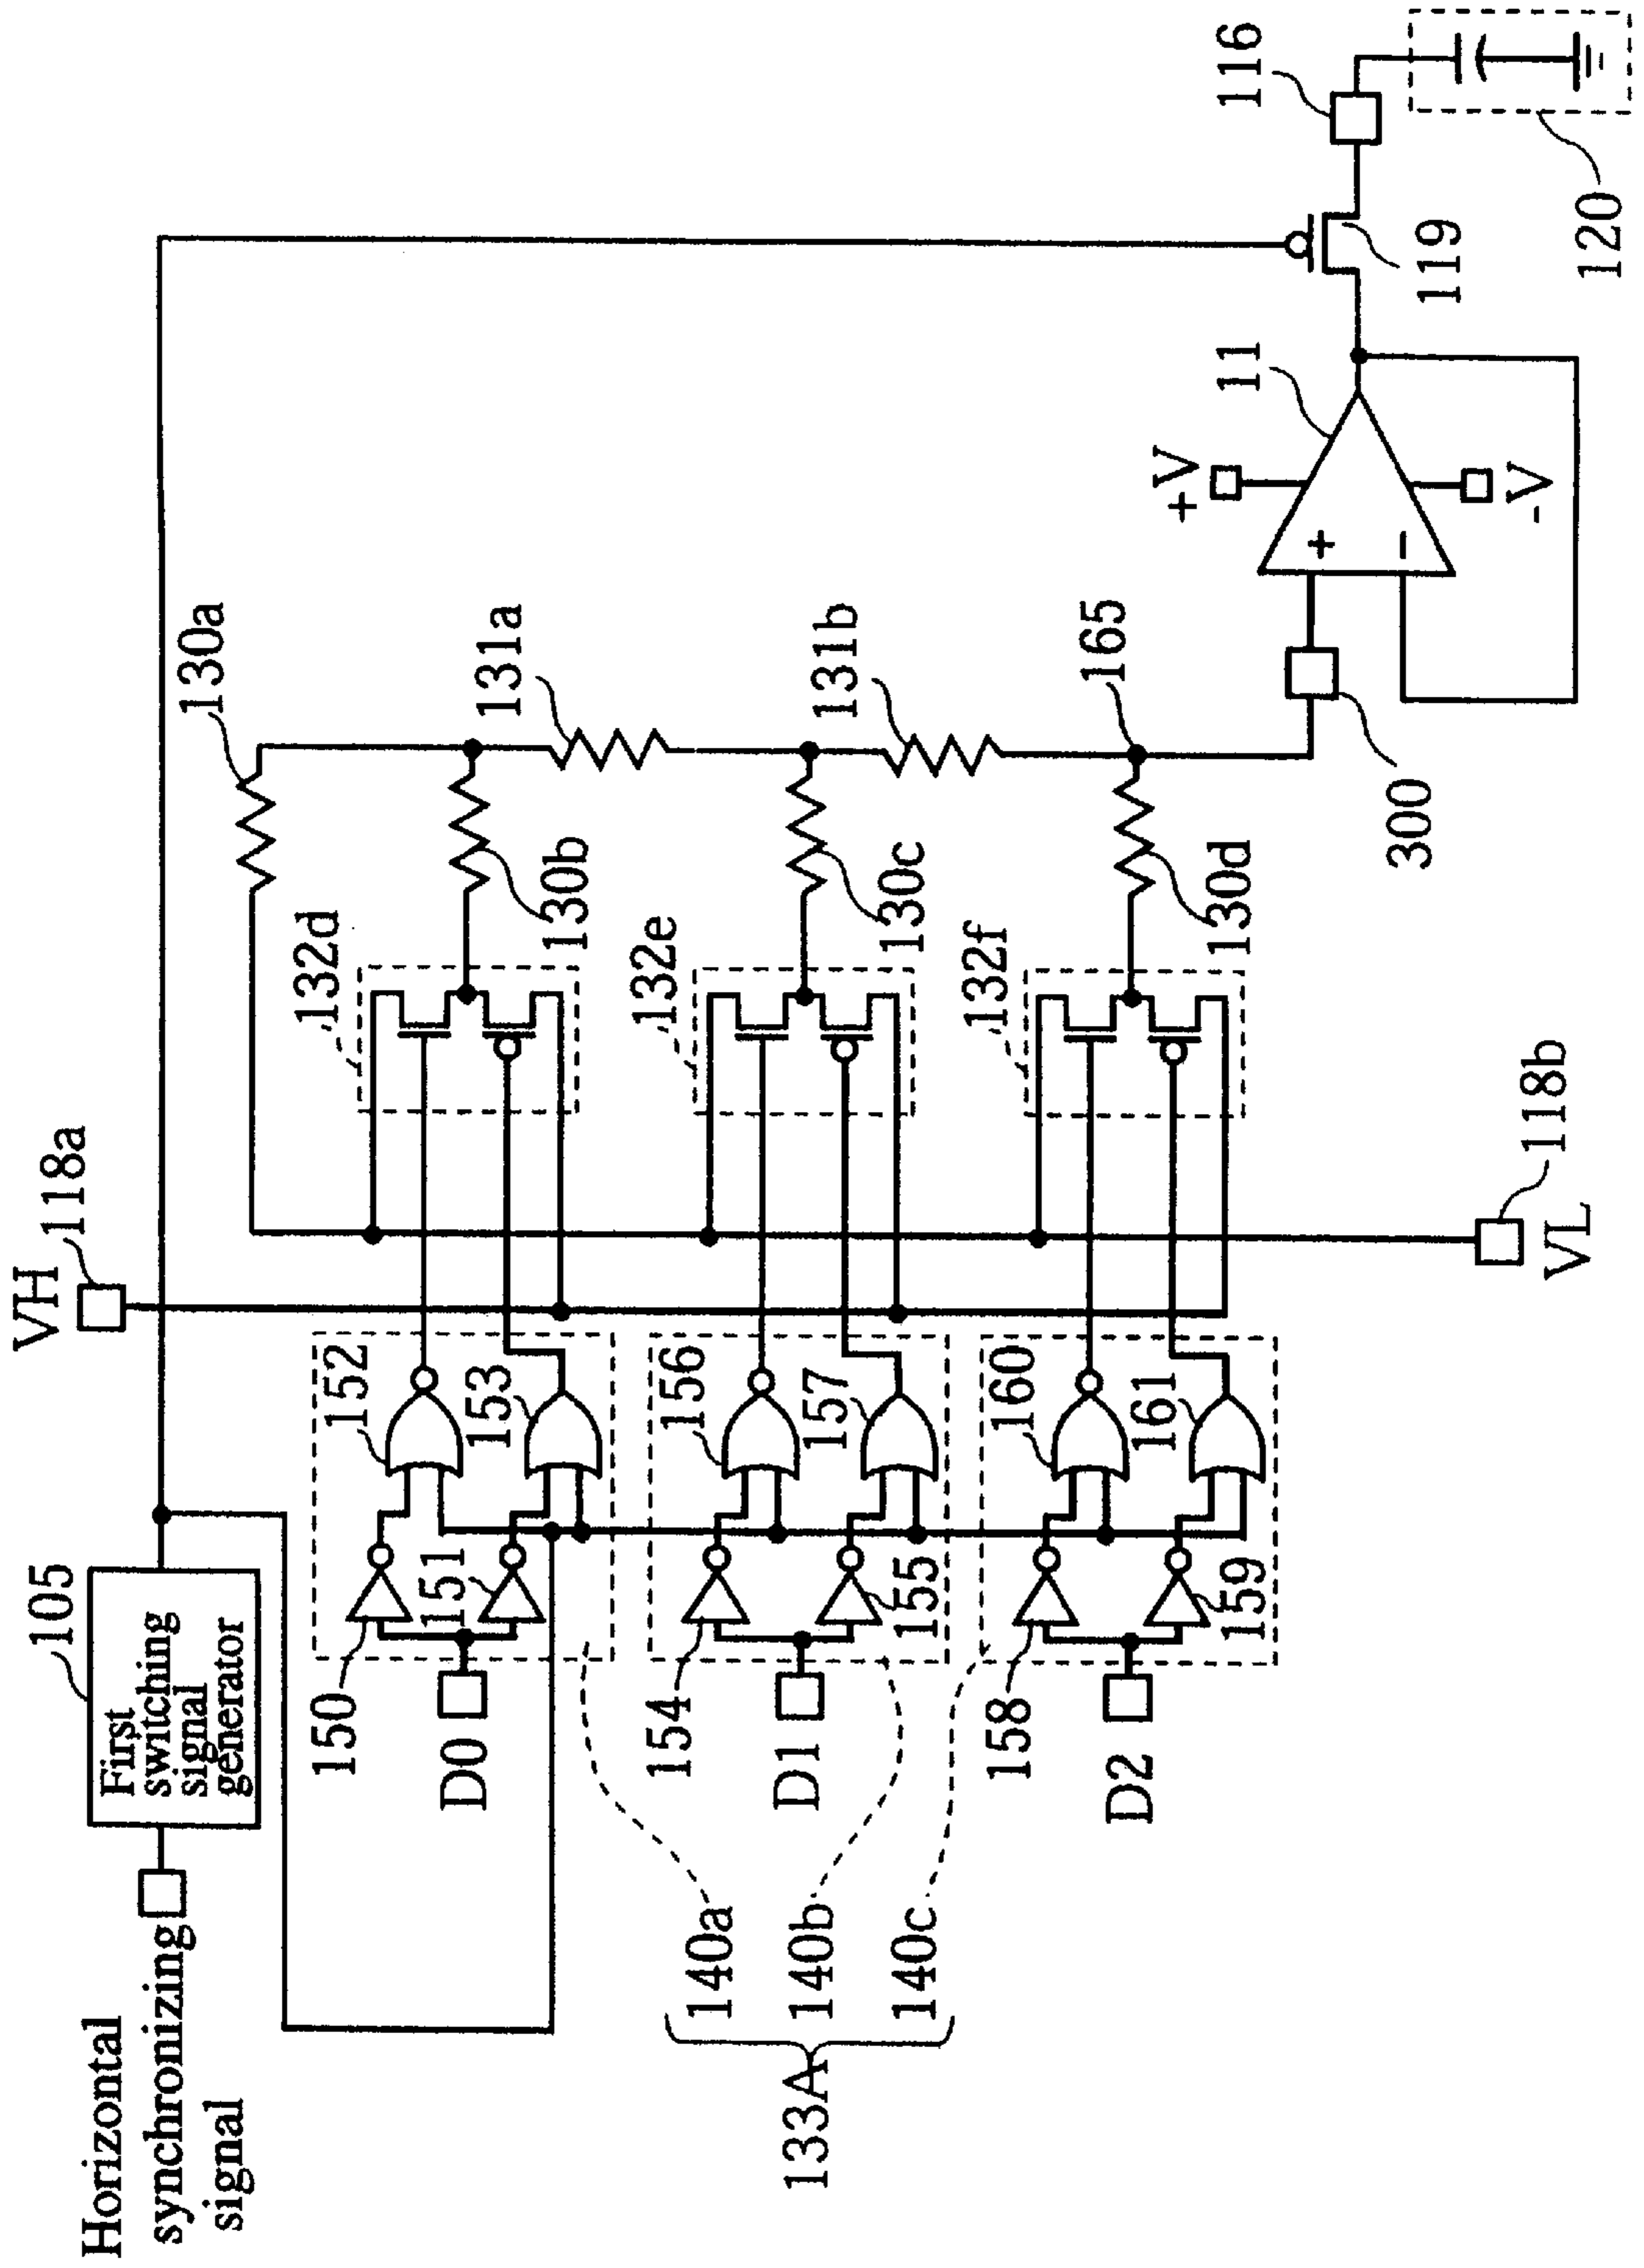 Horizontal
synchronizing
signal
105
First
switching
signal
generator
VH
118a
130a
150
151
152
153
D0
132d
130b
131a
154
155
156
157
D1
132e
130c
131b
158
159
160
161
D2
132f
130d
165
140a
140b
140c
133A
118b
VL
300
+
−
+V
-V
11
119
116
120